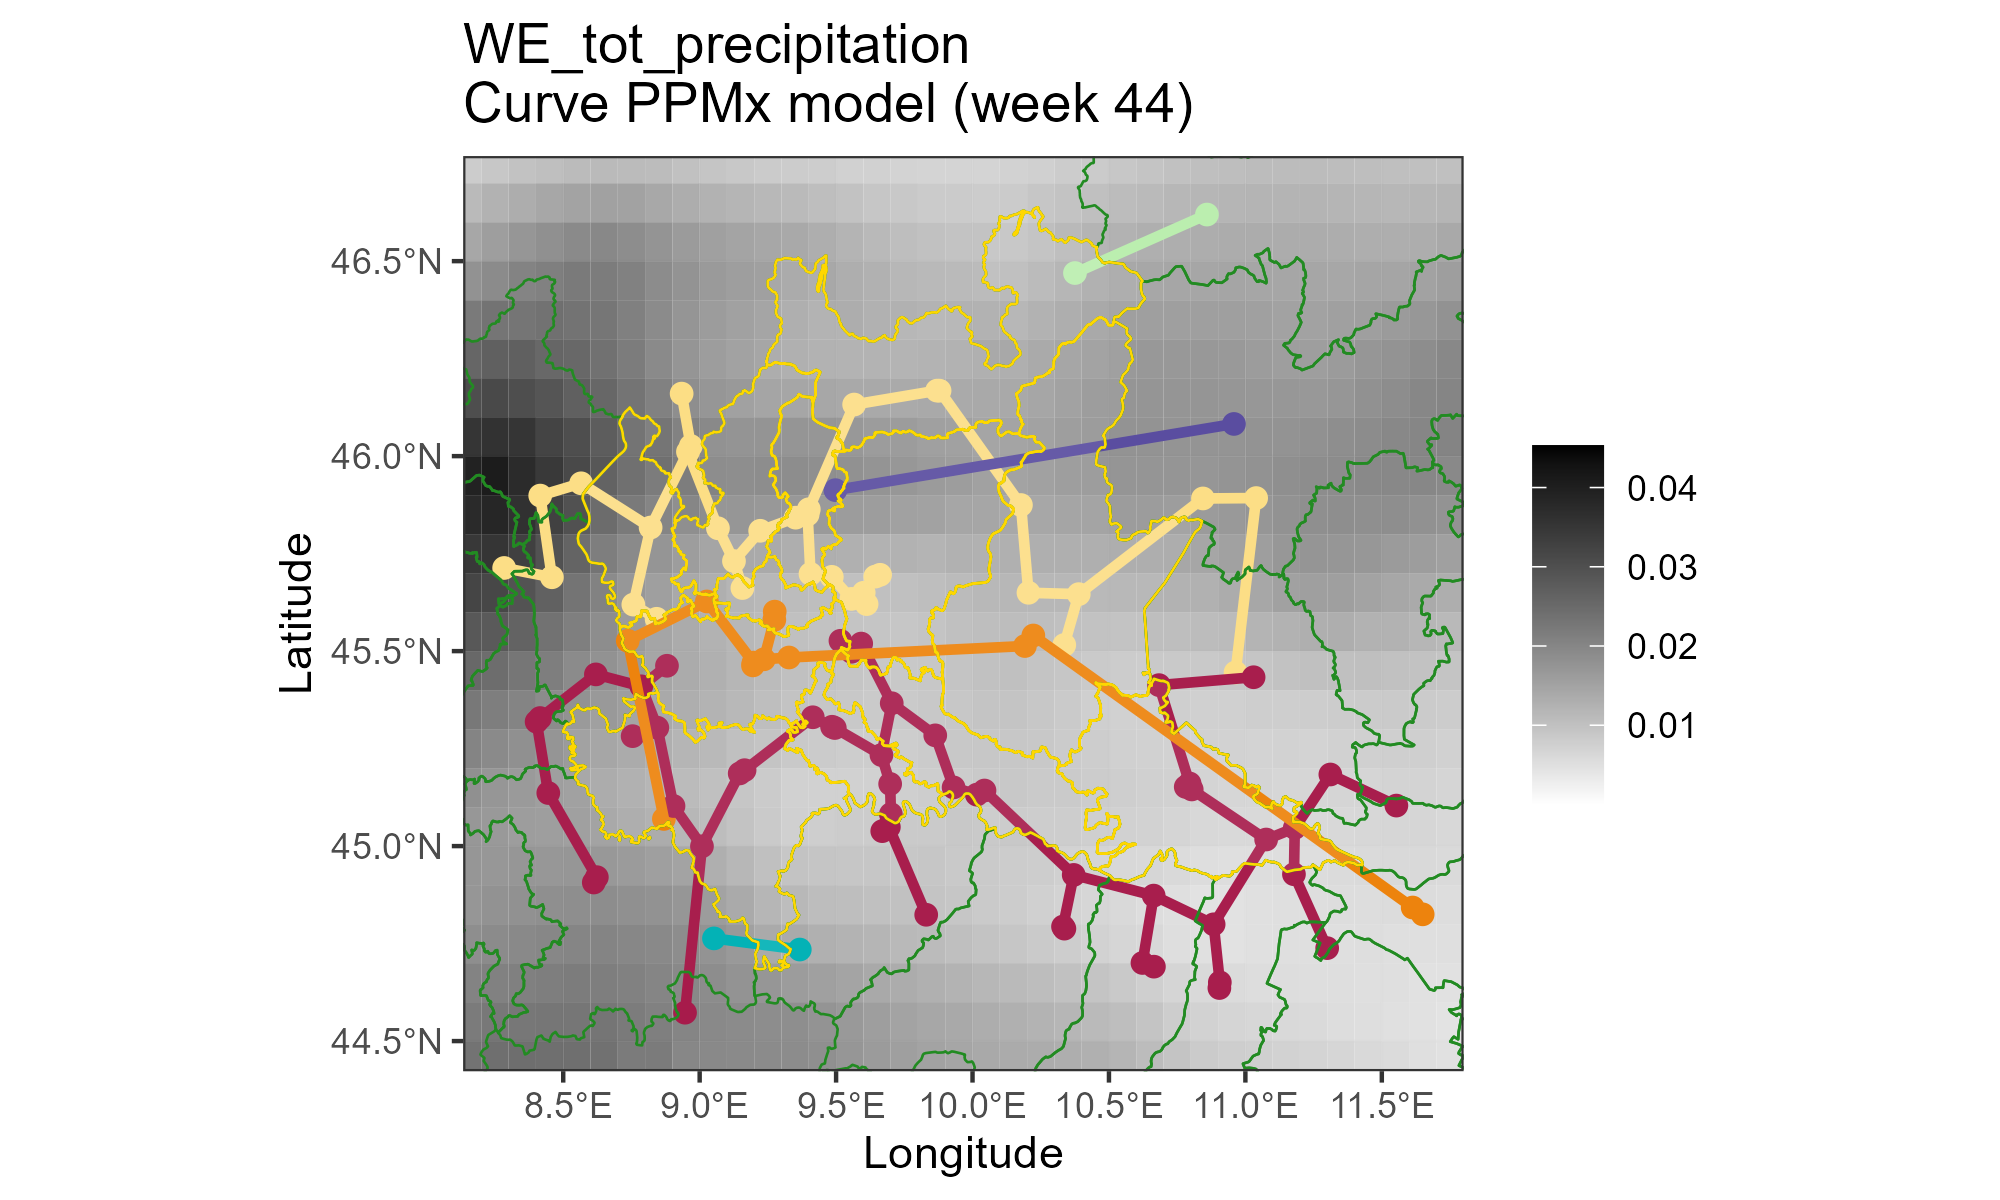 WE_tot_precipitation
Curve PPMx model (week 44)
46.5°N
46.0°N
45.5°N
45.0°N
44.5°N
Latitude
8.5°E
9.0°E
9.5°E
10.0°E
10.5°E
11.0°E
11.5°E
Longitude
0.04
0.03
0.02
0.01